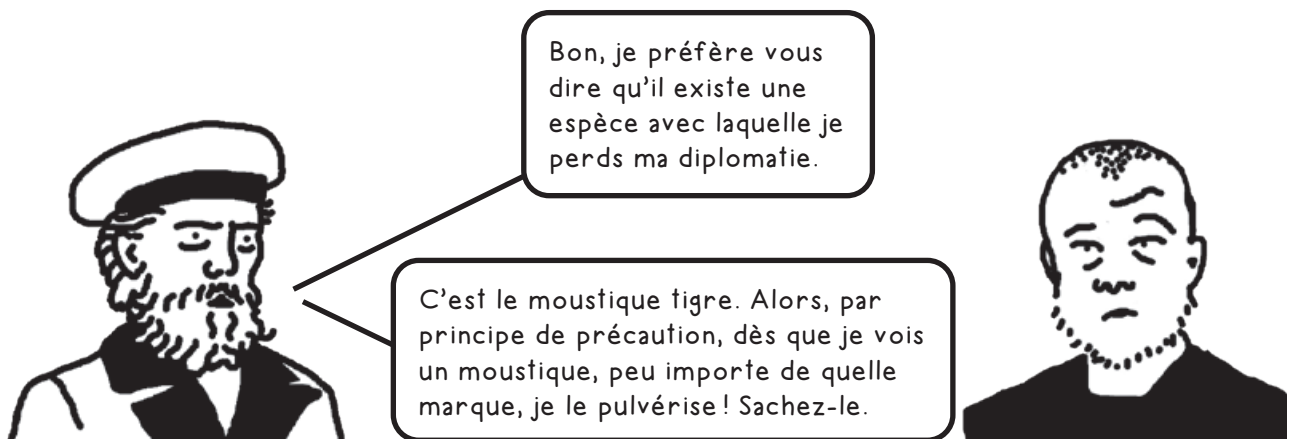 Bon, je préfère vous
dire qu'il existe une
espèce avec laquelle je
perds ma diplomatie.
C'est le moustique tigre. Alors, par
principe de précaution, dès que je vois
un moustique, peu importe de quelle
marque, je le pulvérise ! Sachez-le.